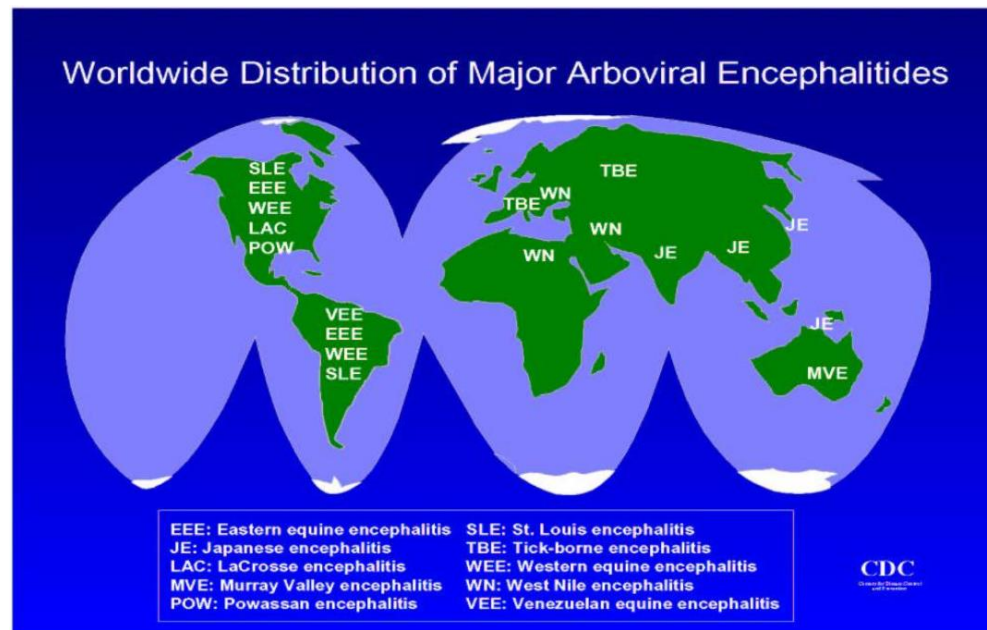 Worldwide Distribution of Major Arboviral Encephalitides
SLE
EEE
WEE
LAC
POW
VEE
EEE
WEE
SLE
TBE
TBE
WN
WN
WN
JE
JE
JE
JE
MVE
EEE: Eastern equine encephalitis
JE: Japanese encephalitis
LAC: LaCrosse encephalitis
MVE: Murray Valley encephalitis
POW: Powassan encephalitis
SLE: St. Louis encephalitis
TBE: Tick-borne encephalitis
WEE: Western equine encephalitis
WN: West Nile encephalitis
VEE: Venezuelan equine encephalitis
CDC